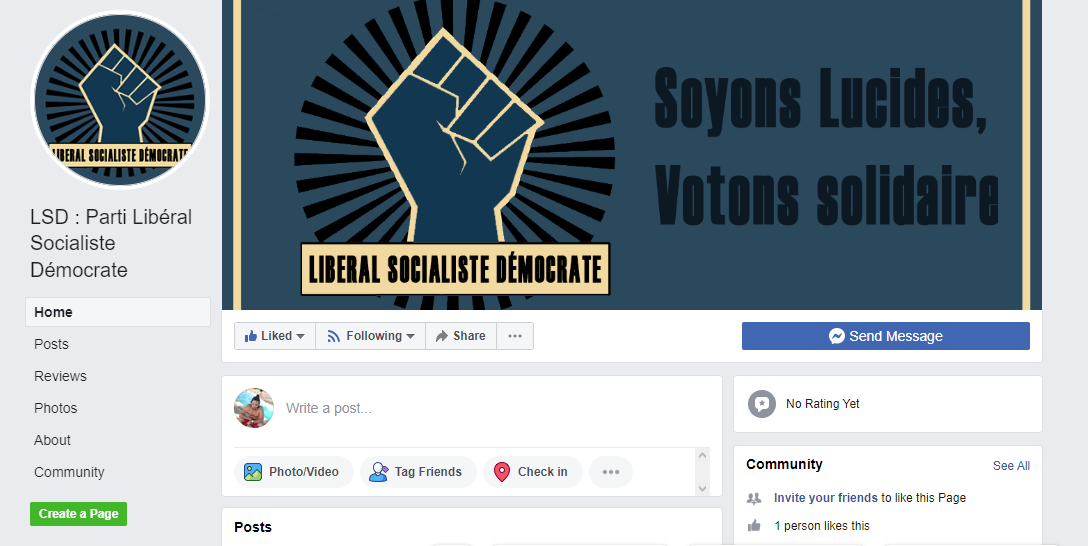 LIBERAL SOCIALISTE DÉMOCRATE
LSD : Parti Libéral
Socialiste
Démocrate
Home
Posts
Reviews
Photos
About
Community
Create a Page
Soyons Lucides,
Votons solidaire
LIBERAL SOCIALISTE DÉMOCRATE
Liked
Following
Share
Send Message
Write a post...
Photo/Video
Tag Friends
Check in
Posts
No Rating Yet
Community
See All
Invite your friends to like this Page
1 person likes this